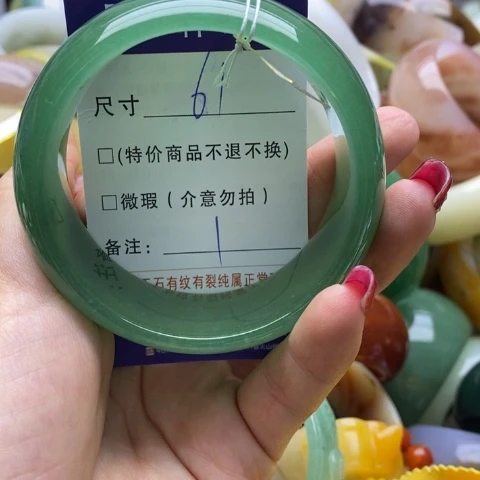 尺寸 61
□(特价商品不退不换)
□微瑕(介意勿拍)
备注: 1
石有纹有裂纯属正常